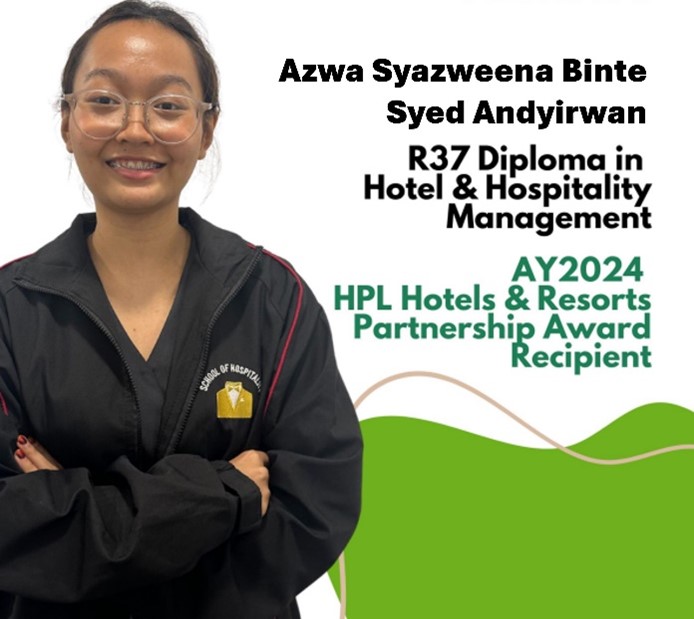 Azwa Syazweena Binte
Syed Andyirwan
R37 Diploma in
Hotel & Hospitality
Management
AY2024
HPL Hotels & Resorts
Partnership Award
Recipient
SCHOOL OF